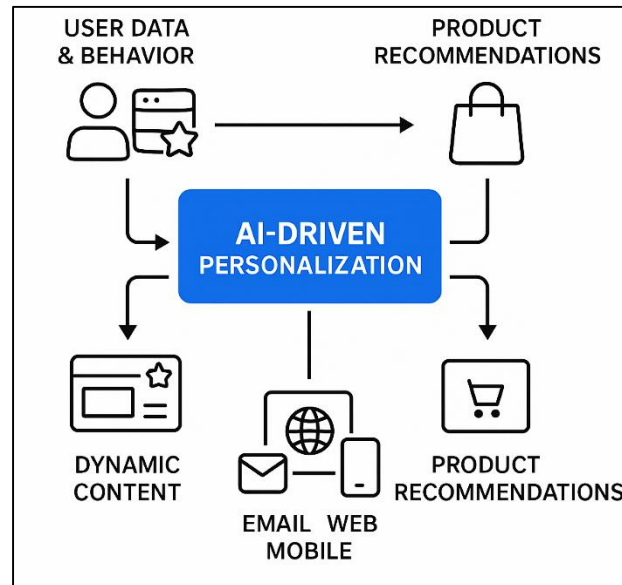 USER DATA
& BEHAVIOR
PRODUCT
RECOMMENDATIONS
AI-DRIVEN
PERSONALIZATION
DYNAMIC
CONTENT
EMAIL WEB
MOBILE
PRODUCT
RECOMMENDATIONS